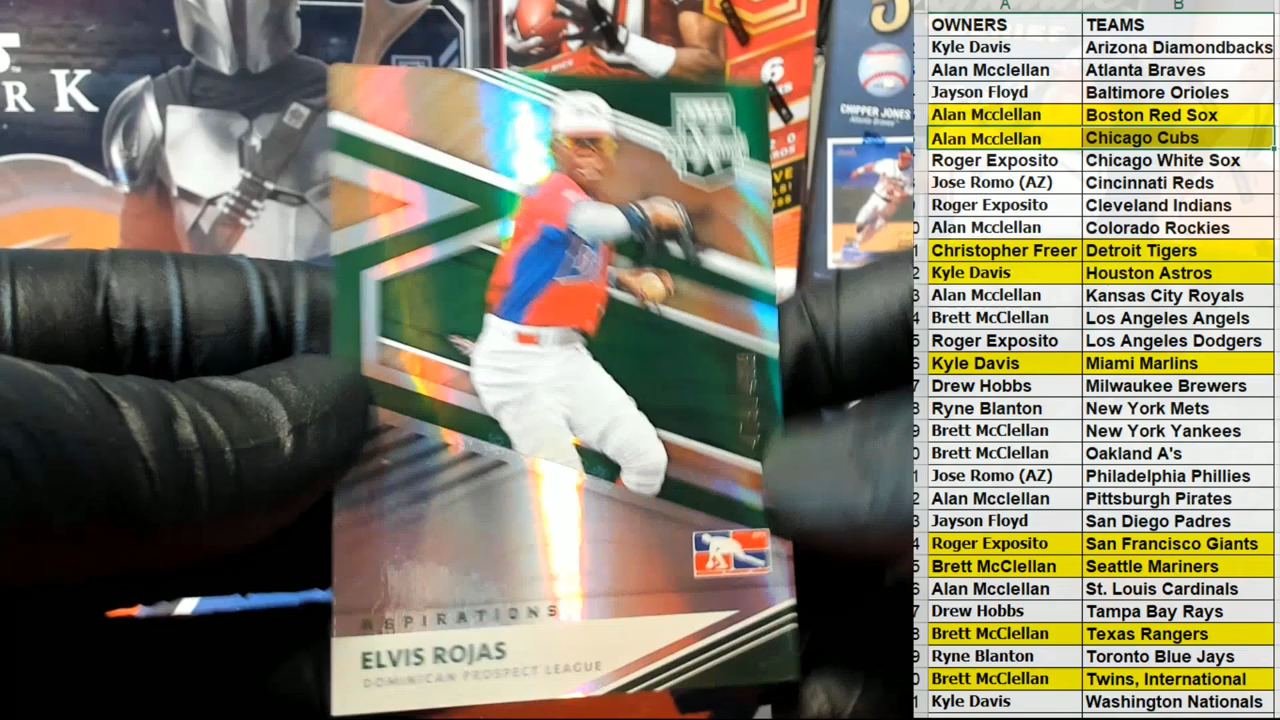 R K
6
CHIPPER JONES
ASPIRATIONS
ELVIS ROJAS
DOMINICAN PROSPECT LEAGUE
A B
OWNERS TEAMS
Kyle Davis Arizona Diamondbacks
Alan Mcclellan Atlanta Braves
Jayson Floyd Baltimore Orioles
Alan Mcclellan Boston Red Sox
Alan Mcclellan Chicago Cubs
Roger Exposito Chicago White Sox
Jose Romo (AZ) Cincinnati Reds
Roger Exposito Cleveland Indians
Alan Mcclellan Colorado Rockies
Christopher Freer Detroit Tigers
Kyle Davis Houston Astros
Alan Mcclellan Kansas City Royals
Brett McClellan Los Angeles Angels
Roger Exposito Los Angeles Dodgers
Kyle Davis Miami Marlins
Drew Hobbs Milwaukee Brewers
Ryne Blanton New York Mets
Brett McClellan New York Yankees
Brett McClellan Oakland A's
Jose Romo (AZ) Philadelphia Phillies
Alan Mcclellan Pittsburgh Pirates
Jayson Floyd San Diego Padres
Roger Exposito San Francisco Giants
Brett McClellan Seattle Mariners
Alan Mcclellan St. Louis Cardinals
Drew Hobbs Tampa Bay Rays
Brett McClellan Texas Rangers
Ryne Blanton Toronto Blue Jays
Brett McClellan Twins, International
Kyle Davis Washington Nationals